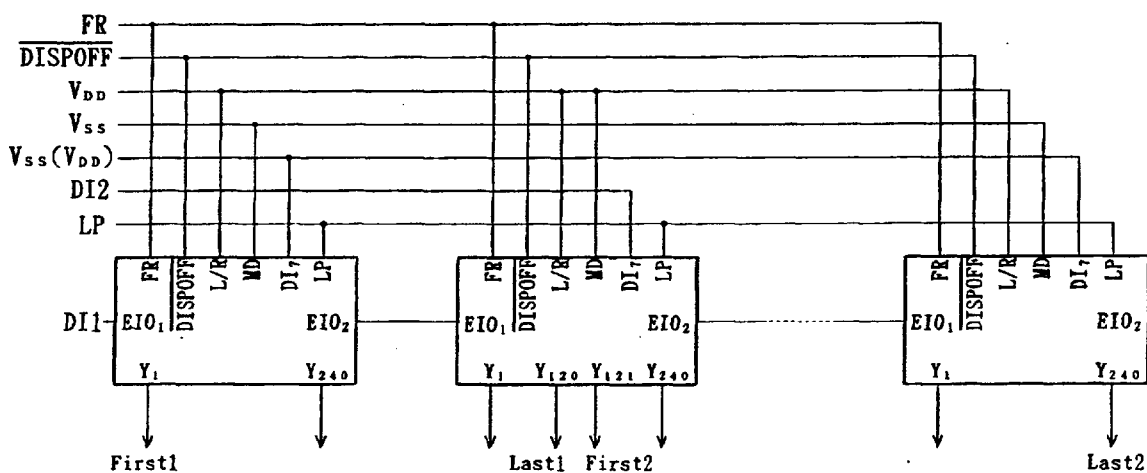 FR
DISPOFF
VDD
VSS
VSS(VDD)
DI2
LP
FR DISPOFF L/R MD DI7 LP
FR DISPOFF L/R MD DI7 LP
FR DISPOFF L/R MD DI7 LP
DI1 EIO1 EIO2 EIO1 EIO2 EIO1 EIO2
Y1 Y240 Y1 Y120 Y121 Y240 Y1 Y240
First1 Last1 First2 Last2